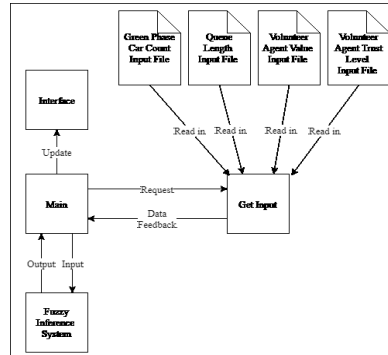 Green Phase
Car Count
Input File
Queue
Length
Input File
Volunteer
Agent Value
Input File
Volunteer
Agent Trust
Level
Input File
Interface
Read in
Read in
Read in
Read in
Update
Main
Request
Get Input
Data
Feedback
Output
Input
Fuzzy
Inference
System